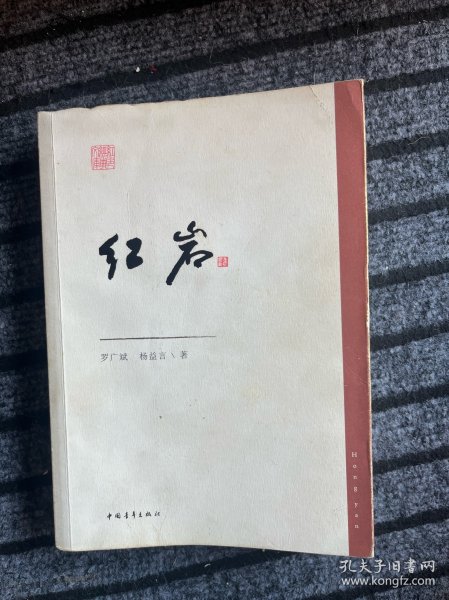 红岩
罗广斌 杨益言\著
Hong yan
中国青年出版社
孔夫子旧书网
www.kongfz.com